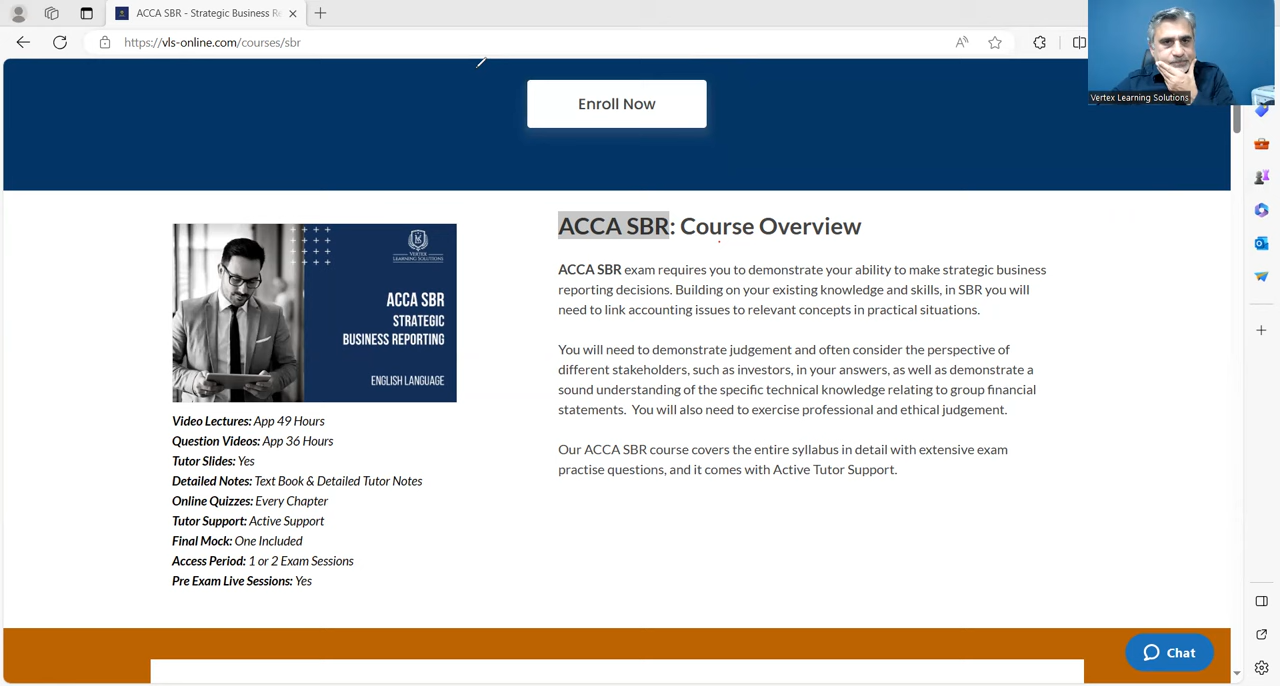 ACCA SBR - Strategic Business Re
https://vls-online.com/courses/sbr
Vertex Learning Solutions
Enroll Now
VERTEX
LEARNING SOLUTIONS
ACCA SBR
STRATEGIC
BUSINESS REPORTING
ENGLISH LANGUAGE
Video Lectures: App 49 Hours
Question Videos: App 36 Hours
Tutor Slides: Yes
Detailed Notes: Text Book & Detailed Tutor Notes
Online Quizzes: Every Chapter
Tutor Support: Active Support
Final Mock: One Included
Access Period: 1 or 2 Exam Sessions
Pre Exam Live Sessions: Yes
ACCA SBR: Course Overview
ACCA SBR exam requires you to demonstrate your ability to make strategic business
reporting decisions. Building on your existing knowledge and skills, in SBR you will
need to link accounting issues to relevant concepts in practical situations.
You will need to demonstrate judgement and often consider the perspective of
different stakeholders, such as investors, in your answers, as well as demonstrate a
sound understanding of the specific technical knowledge relating to group financial
statements. You will also need to exercise professional and ethical judgement.
Our ACCA SBR course covers the entire syllabus in detail with extensive exam
practise questions, and it comes with Active Tutor Support.
Chat